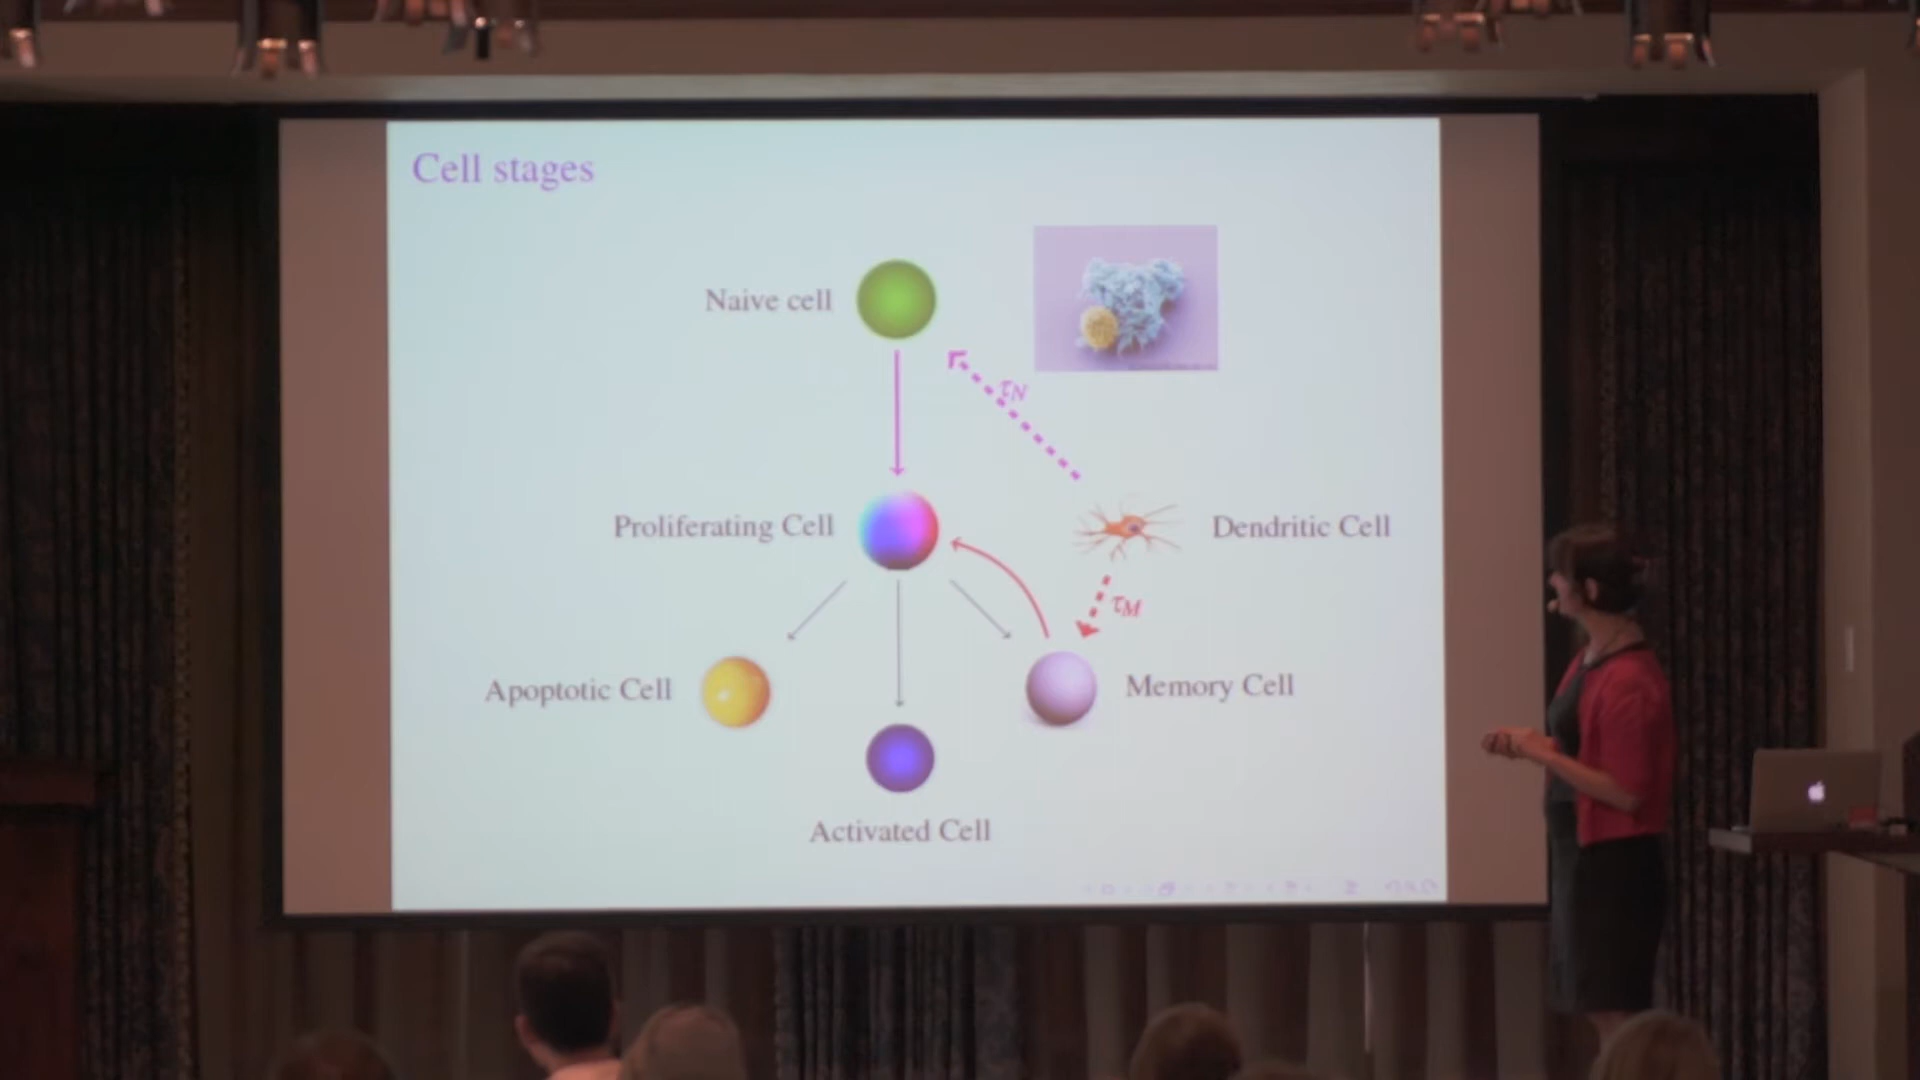 Cell stages
Naive cell
τN
Proliferating Cell
Dendritic Cell
τM
Apoptotic Cell
Memory Cell
Activated Cell